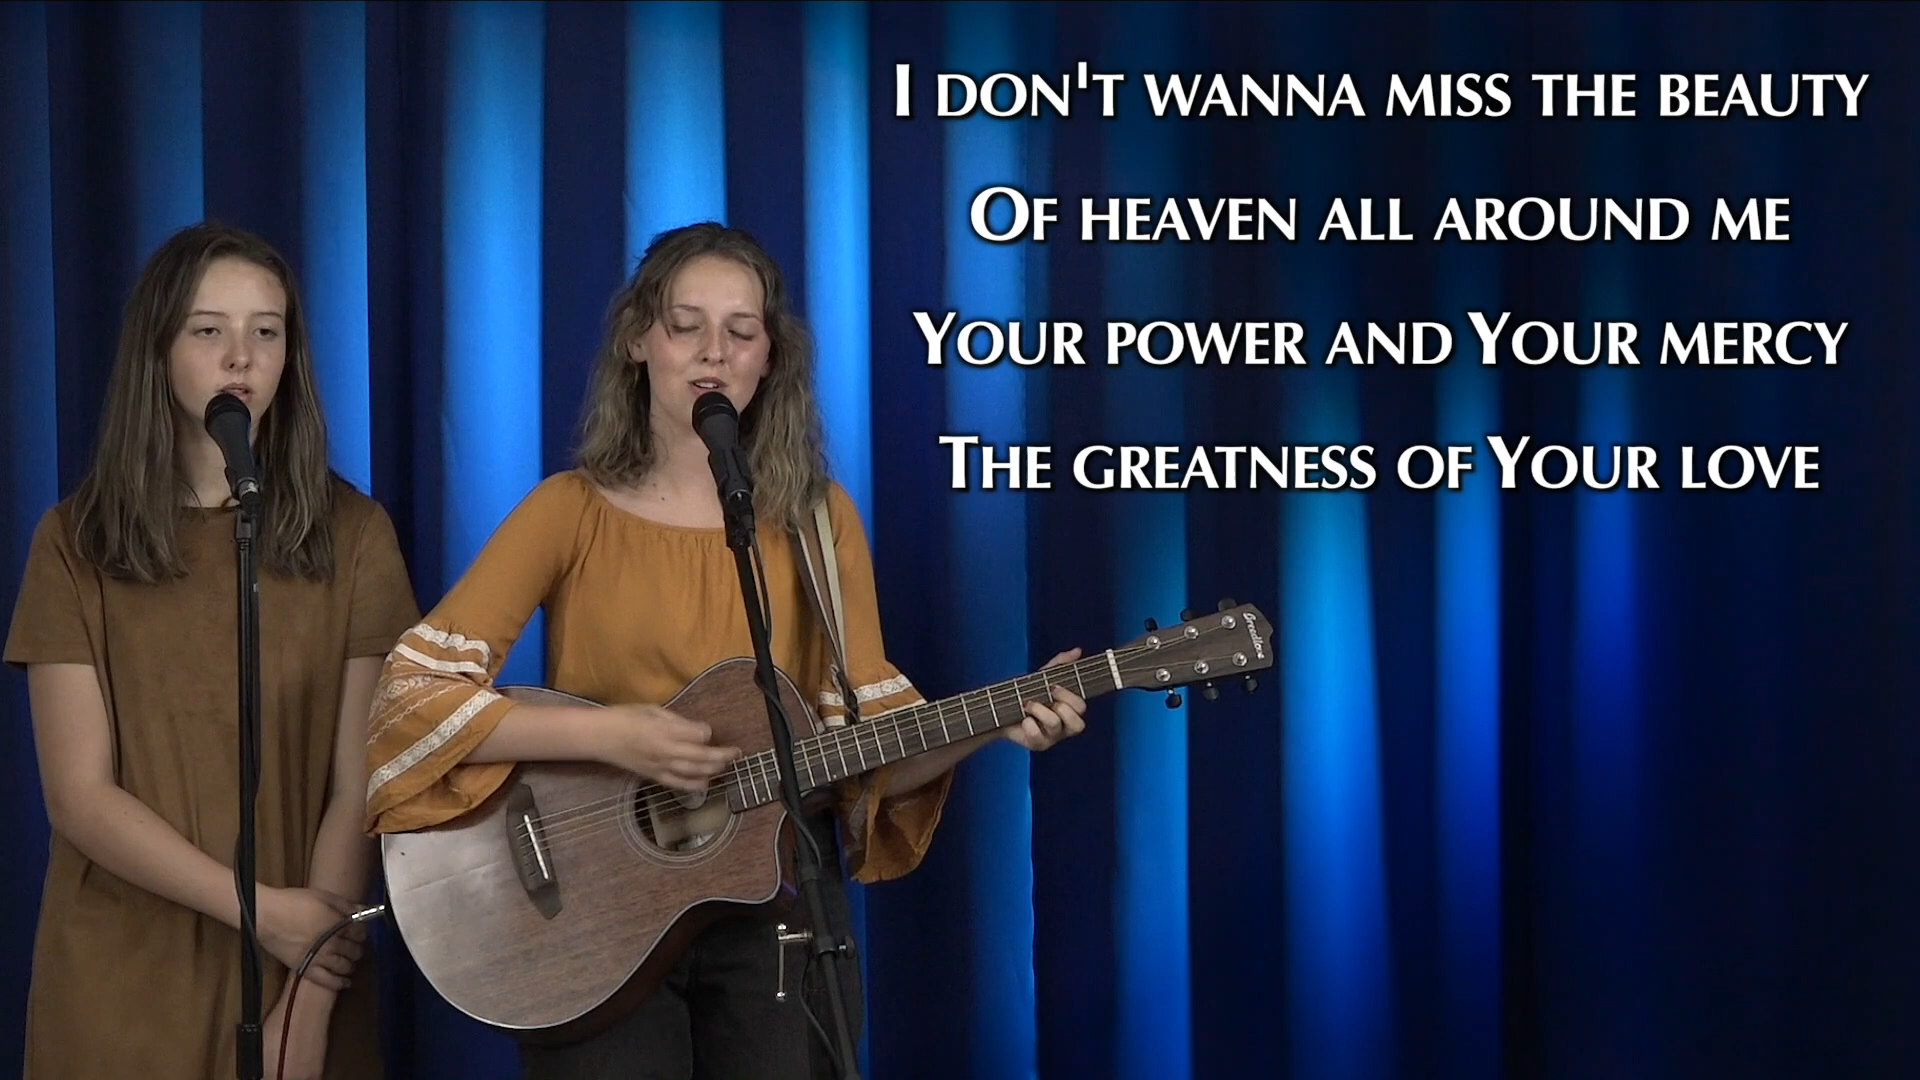 I DON'T WANNA MISS THE BEAUTY
OF HEAVEN ALL AROUND ME
YOUR POWER AND YOUR MERCY
THE GREATNESS OF YOUR LOVE
Breedlove